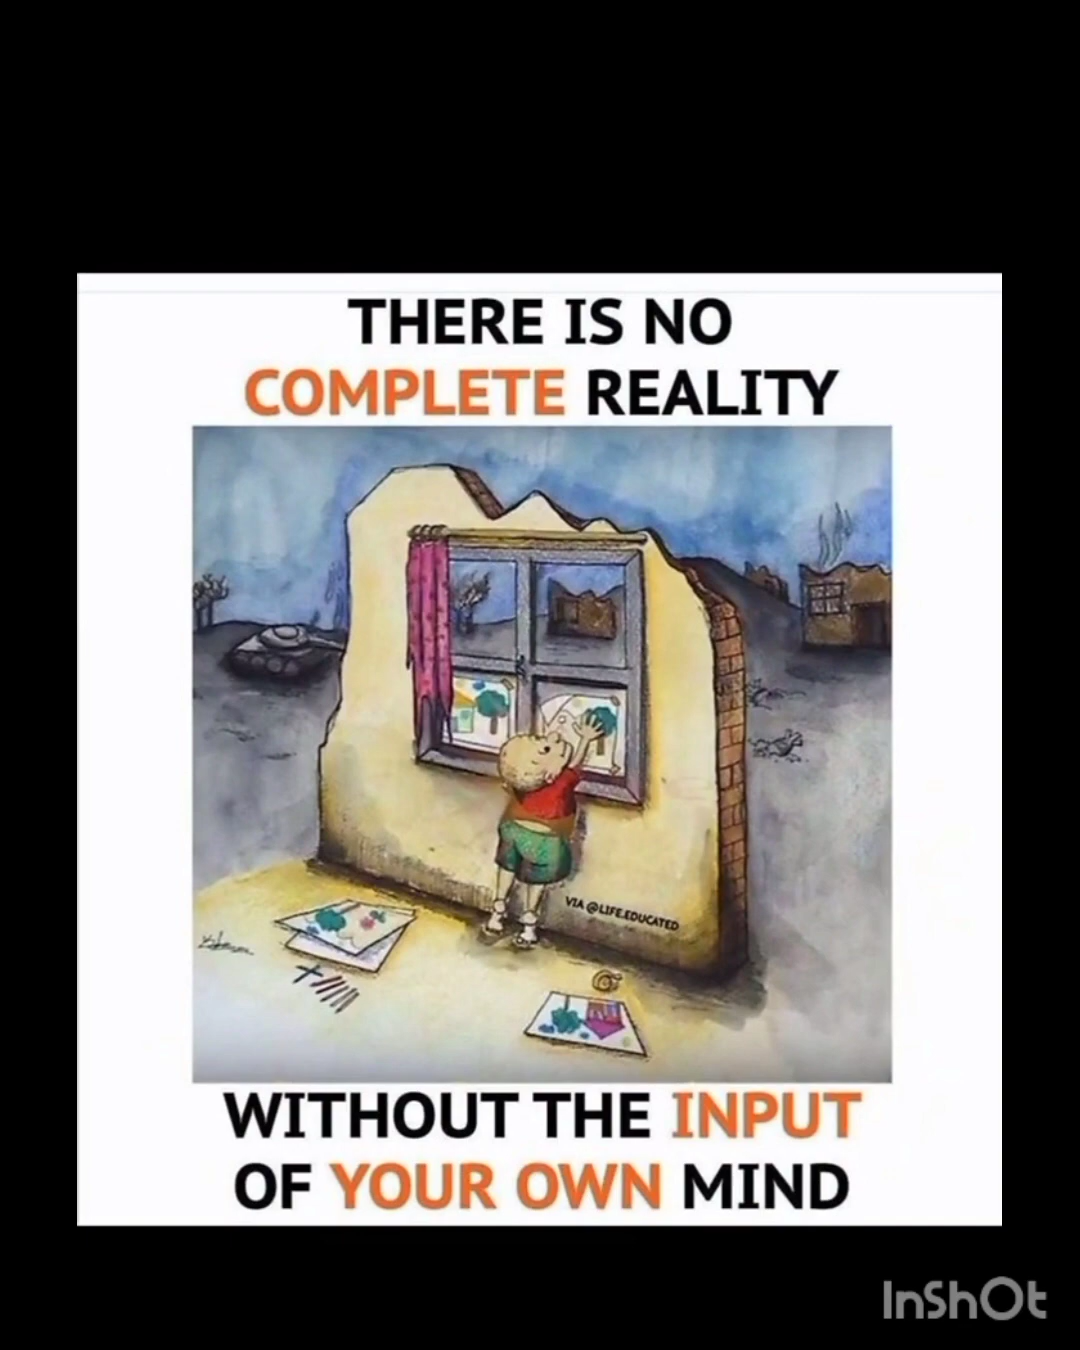 THERE IS NO
COMPLETE REALITY
VIA @LIFE.EDUCATED
WITHOUT THE INPUT
OF YOUR OWN MIND
InShOt